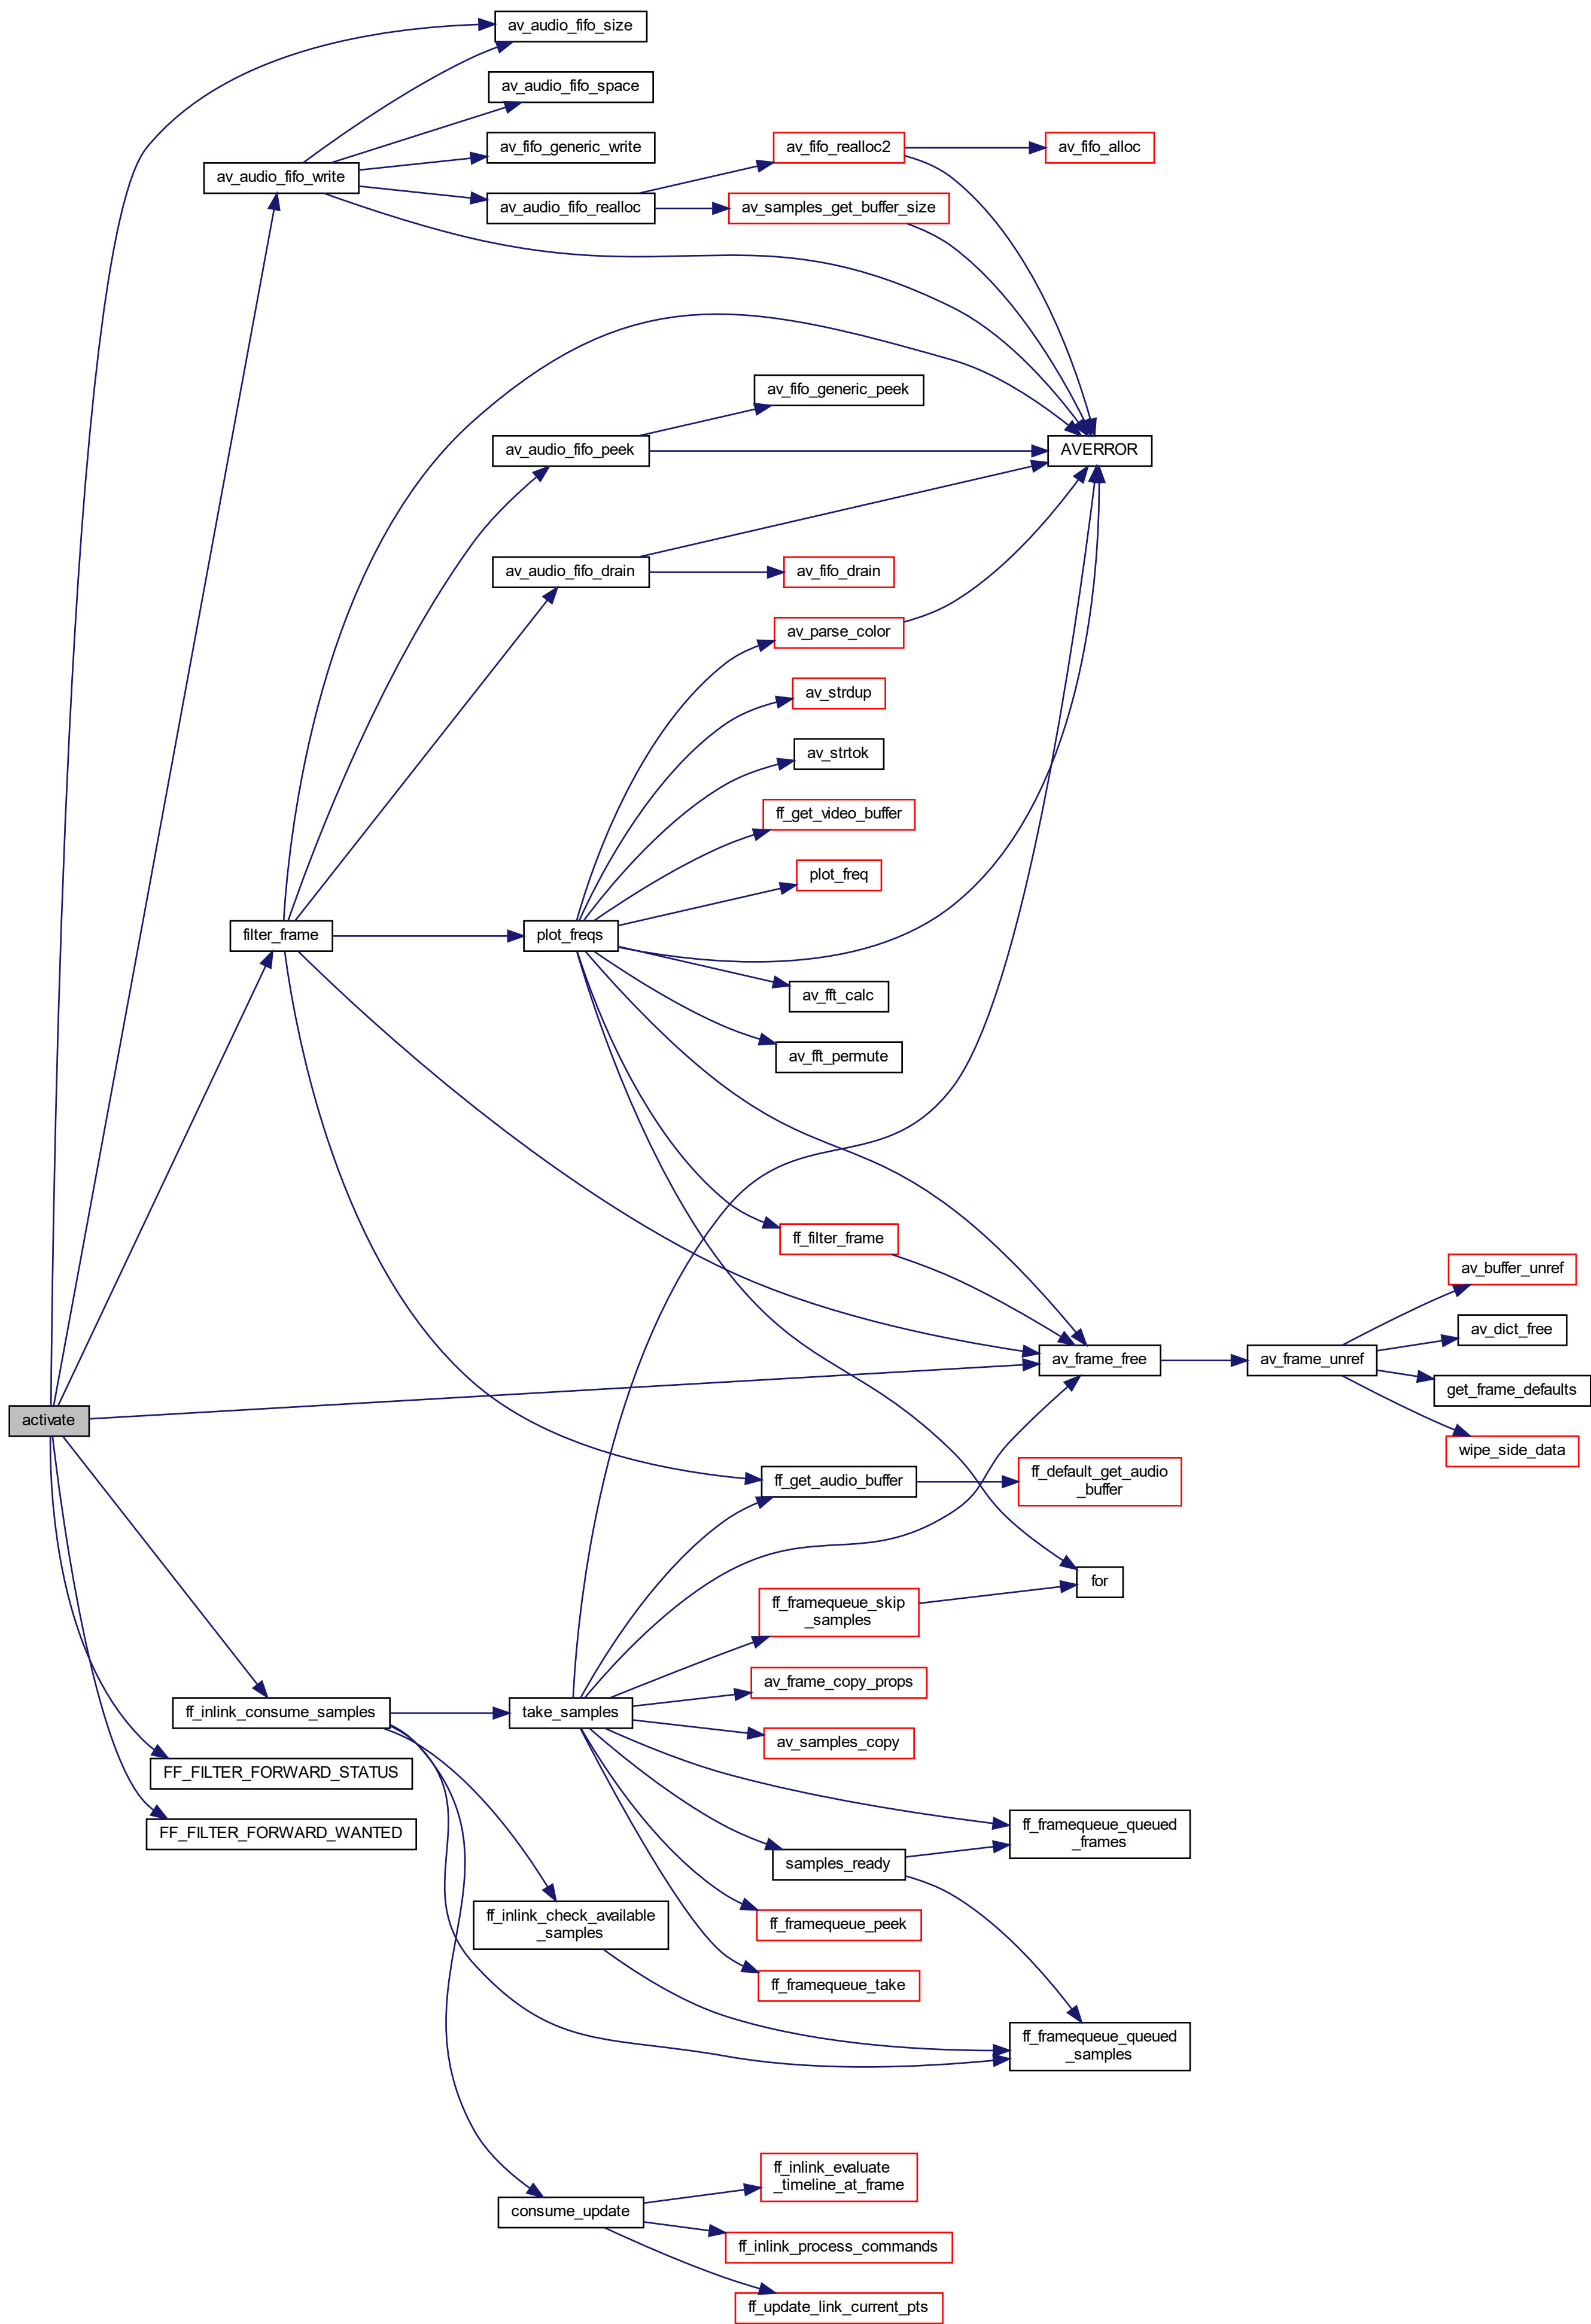 av_audio_fifo_size
av_audio_fifo_space
av_fifo_realloc2
av_fifo_alloc
av_fifo_generic_write
av_audio_fifo_write
av_audio_fifo_realloc
av_samples_get_buffer_size
av_fifo_generic_peek
av_audio_fifo_peek
AVERROR
av_audio_fifo_drain
av_fifo_drain
av_parse_color
av_strdup
av_strtok
ff_get_video_buffer
plot_freq
filter_frame
plot_freqs
av_fft_calc
av_fft_permute
ff_filter_frame
av_buffer_unref
av_dict_free
av_frame_free
av_frame_unref
get_frame_defaults
activate
wipe_side_data
ff_get_audio_buffer
ff_default_get_audio
_buffer
for
ff_framequeue_skip
_samples
av_frame_copy_props
ff_inlink_consume_samples
take_samples
av_samples_copy
FF_FILTER_FORWARD_STATUS
FF_FILTER_FORWARD_WANTED
ff_framequeue_queued
_frames
samples_ready
ff_inlink_check_available
_samples
ff_framequeue_peek
ff_framequeue_take
ff_framequeue_queued
_samples
ff_inlink_evaluate
_timeline_at_frame
consume_update
ff_inlink_process_commands
ff_update_link_current_pts